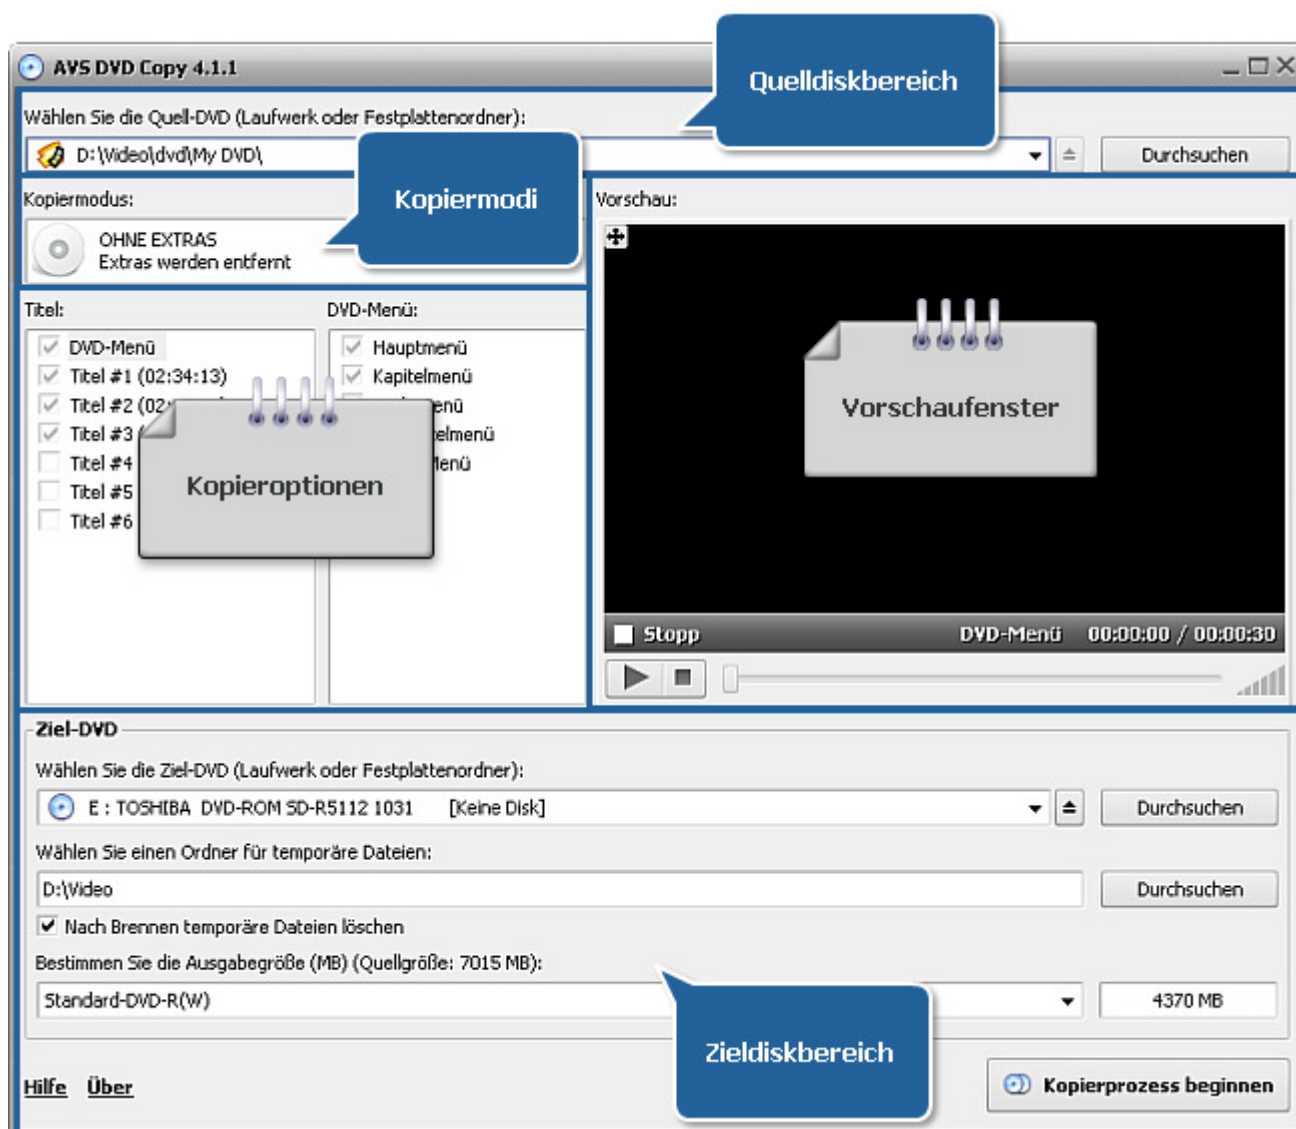 AVS DVD Copy 4.1.1
Quelldiskbereich
Wählen Sie die Quell-DVD (Laufwerk oder Festplattenordner):
D:\Video\dvd\My DVD\
Durchsuchen
Kopiermodus:
Kopiermodi
OHNE EXTRAS
Extras werden entfernt
Vorschau:
Titel:
DVD-Menü
Titel #1 (02:34:13)
Titel #2 (02:
Titel #3
Titel #4
Titel #5
Titel #6
Kopieroptionen
DVD-Menü:
Hauptmenü
Kapitelmenü
Vorschaufenster
Stopp DVD-Menü 00:00:00 / 00:00:30
Ziel-DVD
Wählen Sie die Ziel-DVD (Laufwerk oder Festplattenordner):
E : TOSHIBA DVD-ROM SD-R5112 1031 [Keine Disk]
Durchsuchen
Wählen Sie einen Ordner für temporäre Dateien:
D:\Video
Durchsuchen
Nach Brennen temporäre Dateien löschen
Bestimmen Sie die Ausgabegröße (MB) (Quellgröße: 7015 MB):
Standard-DVD-R(W)
4370 MB
Zieldiskbereich
Hilfe Über
Kopierprozess beginnen